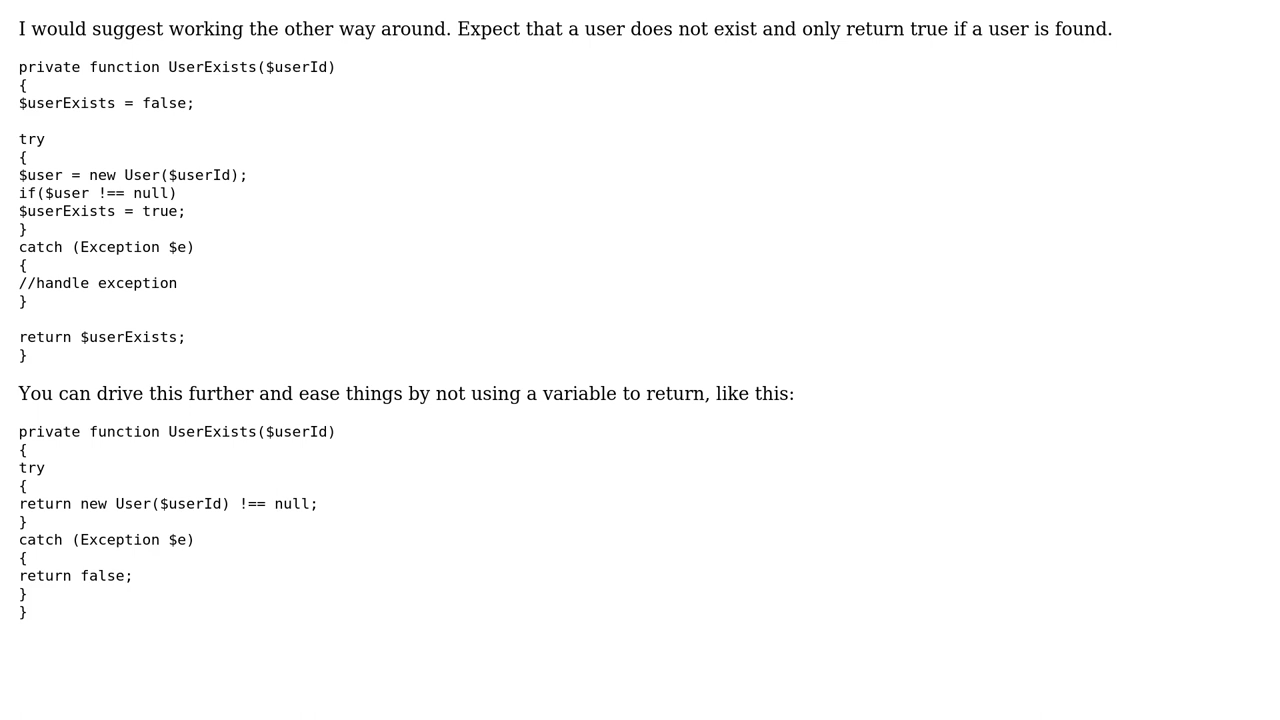 I would suggest working the other way around. Expect that a user does not exist and only return true if a user is found.
private function UserExists($userId)
{
$userExists = false;
try
{
$user = new User($userId);
if($user !== null)
$userExists = true;
}
catch (Exception $e)
{
//handle exception
}
return $userExists;
}
You can drive this further and ease things by not using a variable to return, like this:
private function UserExists($userId)
{
try
{
return new User($userId) !== null;
}
catch (Exception $e)
{
return false;
}
}